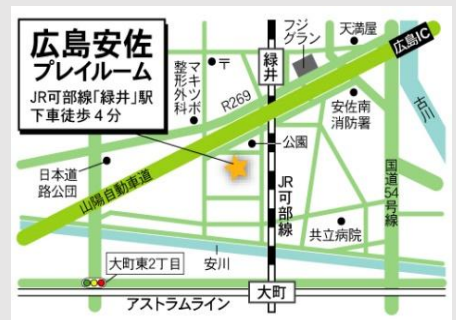 広島安佐
プレイルーム
JR可部線「緑井」駅
下車徒歩4分
マキツボ
整形外科
〒
フジ
グラン
緑井
天満屋
広島IC
R269
安佐南
消防署
古川
公園
日本道
路公団
山陽自動車道
JR可部線
国道54号線
共立病院
大町東2丁目
安川
大町
アストラムライン